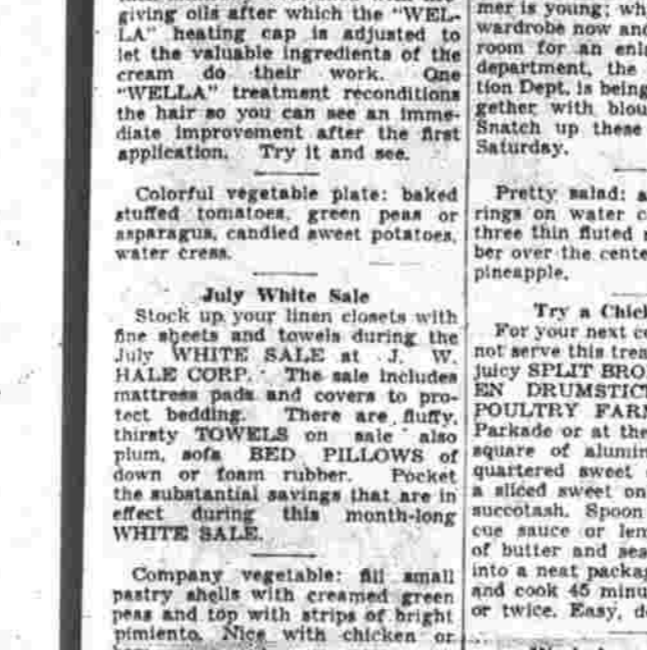 giving oils after which the "WEL-
LA" heating cap is adjusted to
let the valuable ingredients of the
cream do their work. One
"WELLA" treatment reconditions
the hair so you can see an imme-
diate improvement after the first
application. Try it and see.
Colorful vegetable plate: baked
stuffed tomatoes, green peas or
asparagus, candied sweet potatoes,
water cress.
July White Sale
Stock up your linen closets with
fine sheets and towels during the
July WHITE SALE at J. W.
HALE CORP. The sale includes
mattress pads and covers to pro-
tect bedding. There are fluffy,
thirsty TOWELS on sale also
plum, sofa BED PILLOWS of
down or foam rubber. Pocket
the substantial savings that are in
effect during this month-long
WHITE SALE.
Company vegetable: fill small
pastry shells with creamed green
peas and top with strips of bright
pimiento. Nice with chicken or
mer is young; wh
wardrobe now and
room for an enl
department, the
tion Dept. is being
gether with blou
Snatch up these
Saturday.
Pretty salad: a
rings on water c
three thin fluted
ber over the cente
pineapple.
Try a Chick
For your next c
not serve this trea
juicy SPLIT BRO
EN DRUMSTICK
POULTRY FARM
Parkade or at the
square of alumin
quartered sweet
a sliced sweet on
succotash. Spoon
cue sauce or lem
of butter and sea
into a neat packag
and cook 45 minu
or twice. Easy, d